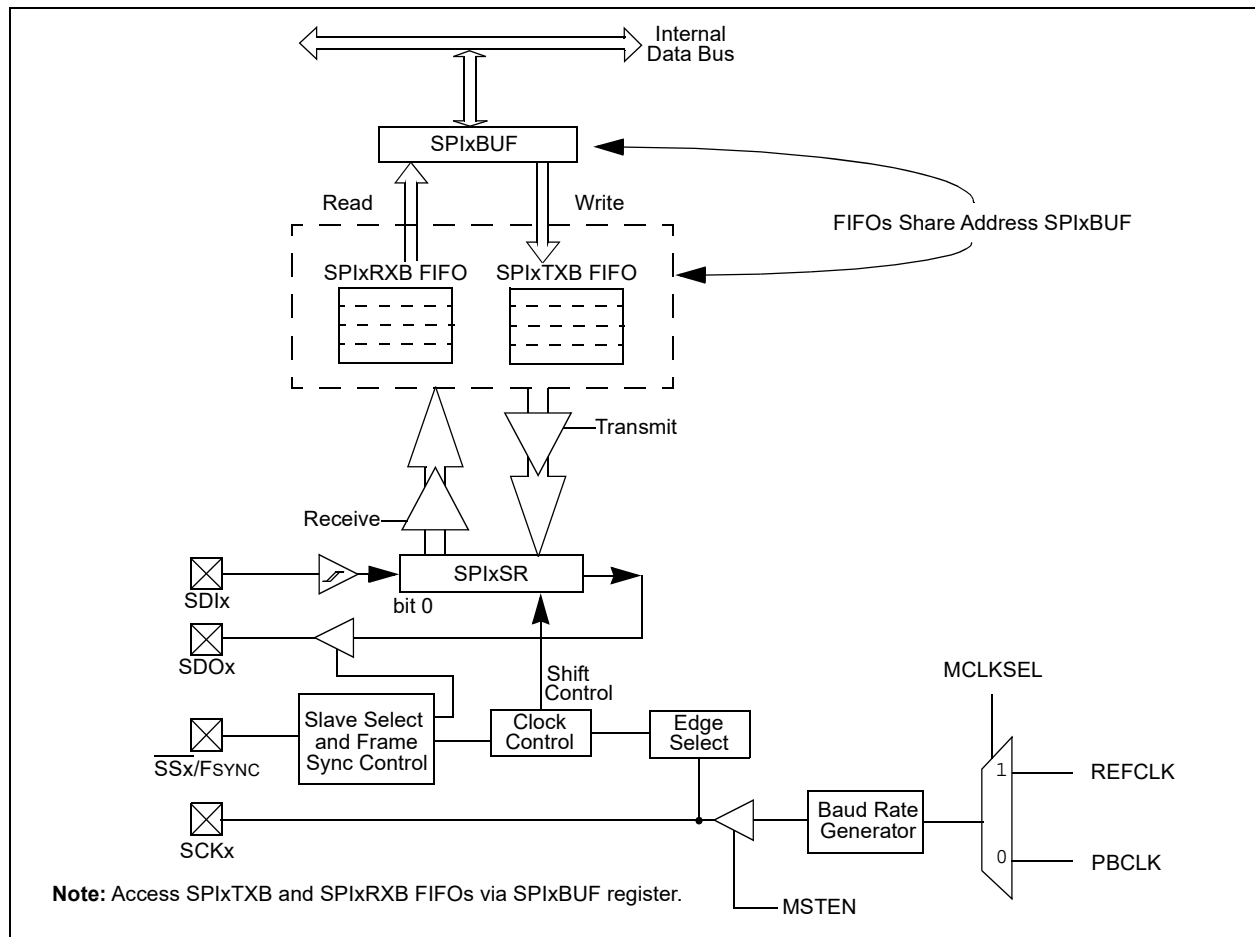 Internal
Data Bus
SPIxBUF
Read
Write
FIFOs Share Address SPIxBUF
SPIxRXB FIFO
SPIxTXB FIFO
Transmit
Receive
SPIxSR
SDIx
bit 0
SDOx
Shift
Control
MCLKSEL
Slave Select
and Frame
Sync Control
Clock
Control
Edge
Select
SSx/FSYNC
1
REFCLK
Baud Rate
Generator
SCKx
0
PBCLK
Note: Access SPIxTXB and SPIxRXB FIFOs via SPIxBUF register.
MSTEN